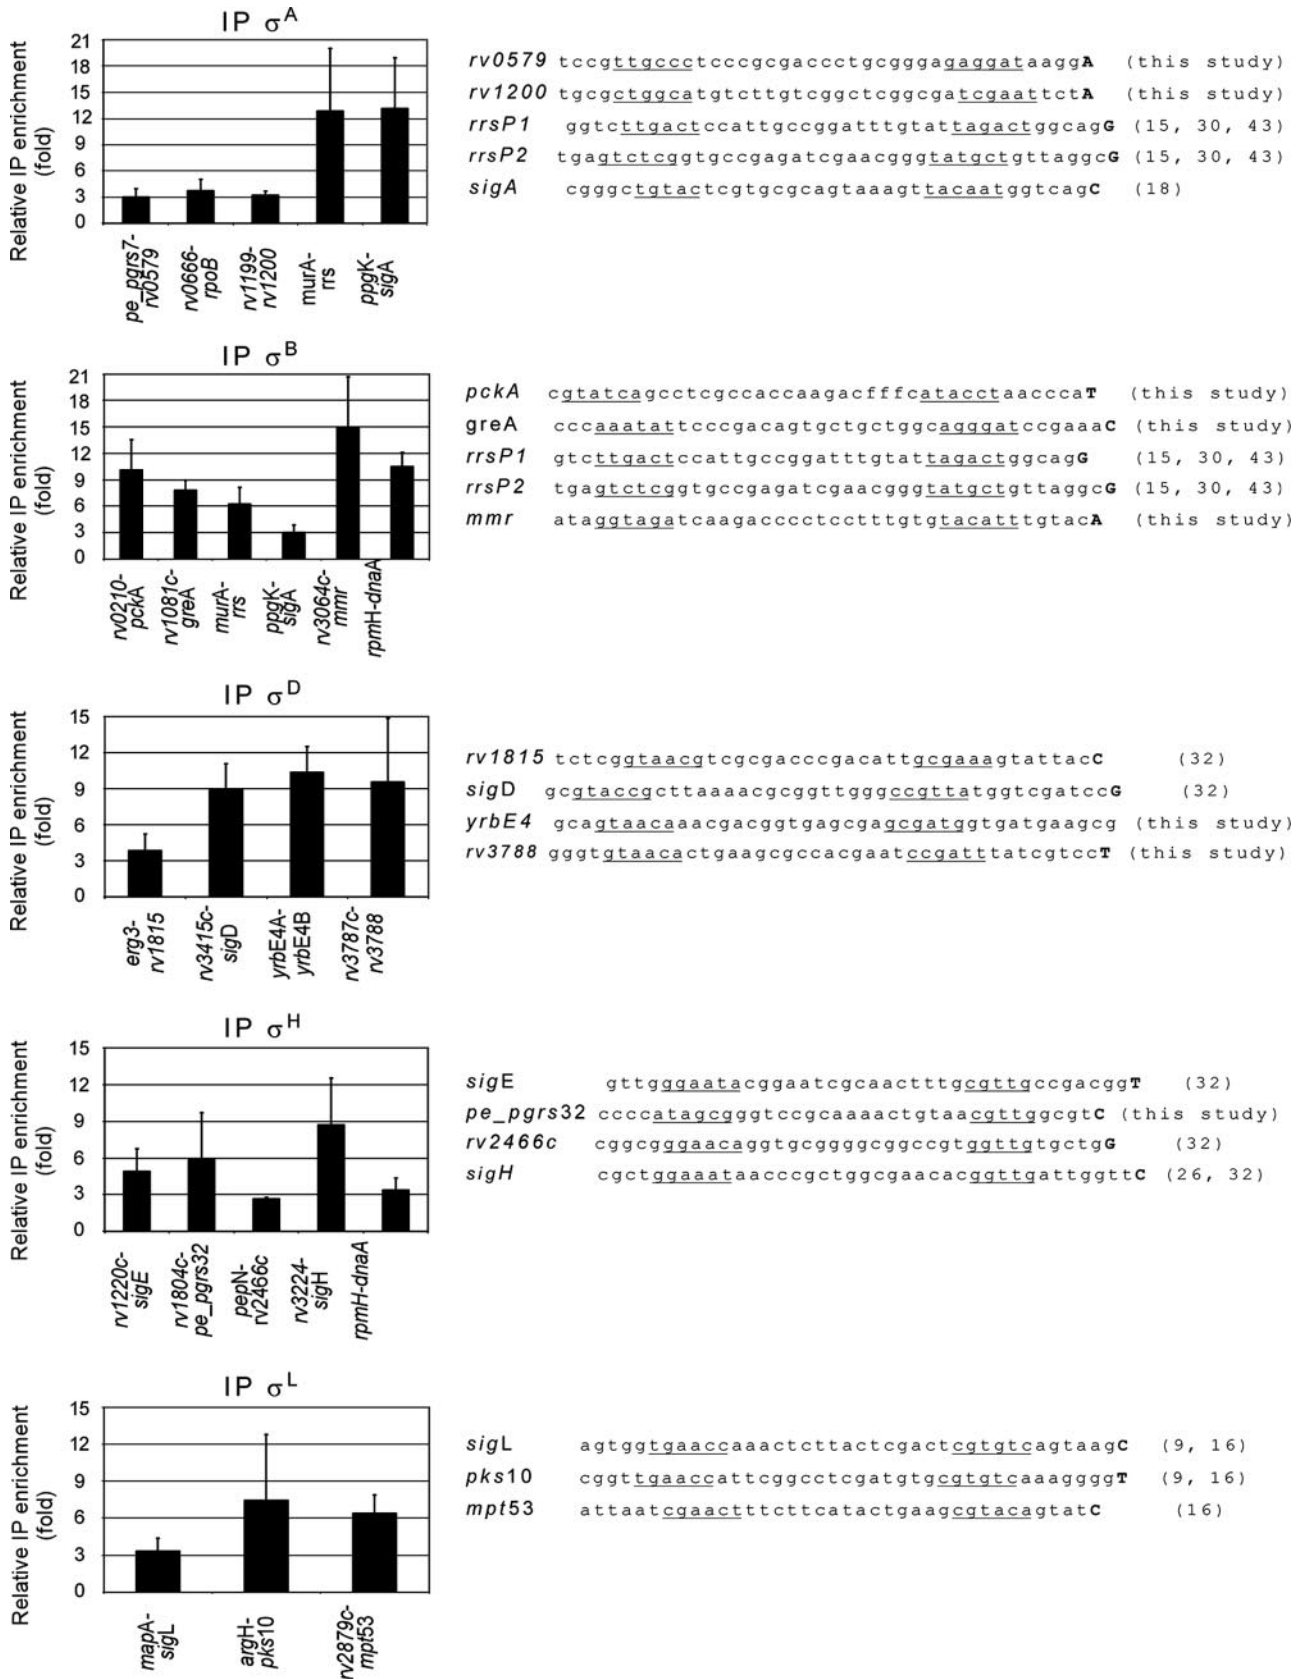 IP σA
Relative IP enrichment
(fold)
21
18
15
12
9
6
3
0
pe_pgrs7-
rv0579
rv0666-
rpoB
rv1199-
rv1200
murA-
rrs
ppgK-
sigA
rv0579 tccgttgccctcccgcgaccctgcgggagaggataaggA (this study)
rv1200 tgcgctggcatgtcttgtcggctcggcgatcgaattctA (this study)
rrsP1 ggtcttgactccattgccggatttgtattagactggcagG (15, 30, 43)
rrsP2 tgagtctcggtgccgagatcgaacgggtatgctgttaggcG (15, 30, 43)
sigA cgggctgtactcgtgcgcagtaaagttacaatggtcagC (18)
IP σB
Relative IP enrichment
(fold)
21
18
15
12
9
6
3
0
rv0210-
pckA
rv1081c-
greA
murA-
rrs
ppgK-
sigA
rv3064c-
mmr
rpmH-dnaA
pckA cgtatcagcctcgccaccaagacfffcatacctaacccaT (this study)
greA cccaaatattcccgacagtgctgctggcagggatccgaaaC (this study)
rrsP1 gtcttgactccattgccggatttgtattagactggcagG (15, 30, 43)
rrsP2 tgagtctcggtgccgagatcgaacgggtatgctgttaggcG (15, 30, 43)
mmr ataggtagatcaagacccctcctttgtgtacatttgtacA (this study)
IP σD
Relative IP enrichment
(fold)
15
12
9
6
3
0
erg3-
rv1815
rv3415c-
sigD
yrbE4A-
yrbE4B
rv3787c-
rv3788
rv1815 tctcggtaacgtcgcgacccgacattgcgaaagtattacC (32)
sigD gcgtaccgcttaaaacgcggttgggccgttatggtcgatccG (32)
yrbE4 gcagtaacaaacgacggtgagcgagcgatggtgatgaagcg (this study)
rv3788 gggtgtaacactgaagcgccacgaatccgatttatcgtccT (this study)
IP σH
Relative IP enrichment
(fold)
15
12
9
6
3
0
rv1220c-
sigE
rv1804c-
pe_pgrs32
pepN-
rv2466c
rv3224-
sigH
rpmH-dnaA
sigE gttgggaatacggaatcgcaactttgcgttgccgacggT (32)
pe_pgrs32 ccccatagcgggtccgcaaaactgtaacgttggcgtC (this study)
rv2466c cggcgggaacaggtgcggggcggccgtggttgtgctgG (32)
sigH cgctggaaataacccgctggcgaacacggttgattggttC (26, 32)
IP σL
Relative IP enrichment
(fold)
15
12
9
6
3
0
mapA-
sigL
argH-
pks10
rv2879c-
mpt53
sigL agtggtgaaccaaactcttactcgactcgtgtcagtaagC (9, 16)
pks10 cggttgaaccattcggcctcgatgtgcgtgtcaaaggggT (9, 16)
mpt53 attaatcgaactttcttcatactgaagcgtacagtatC (16)